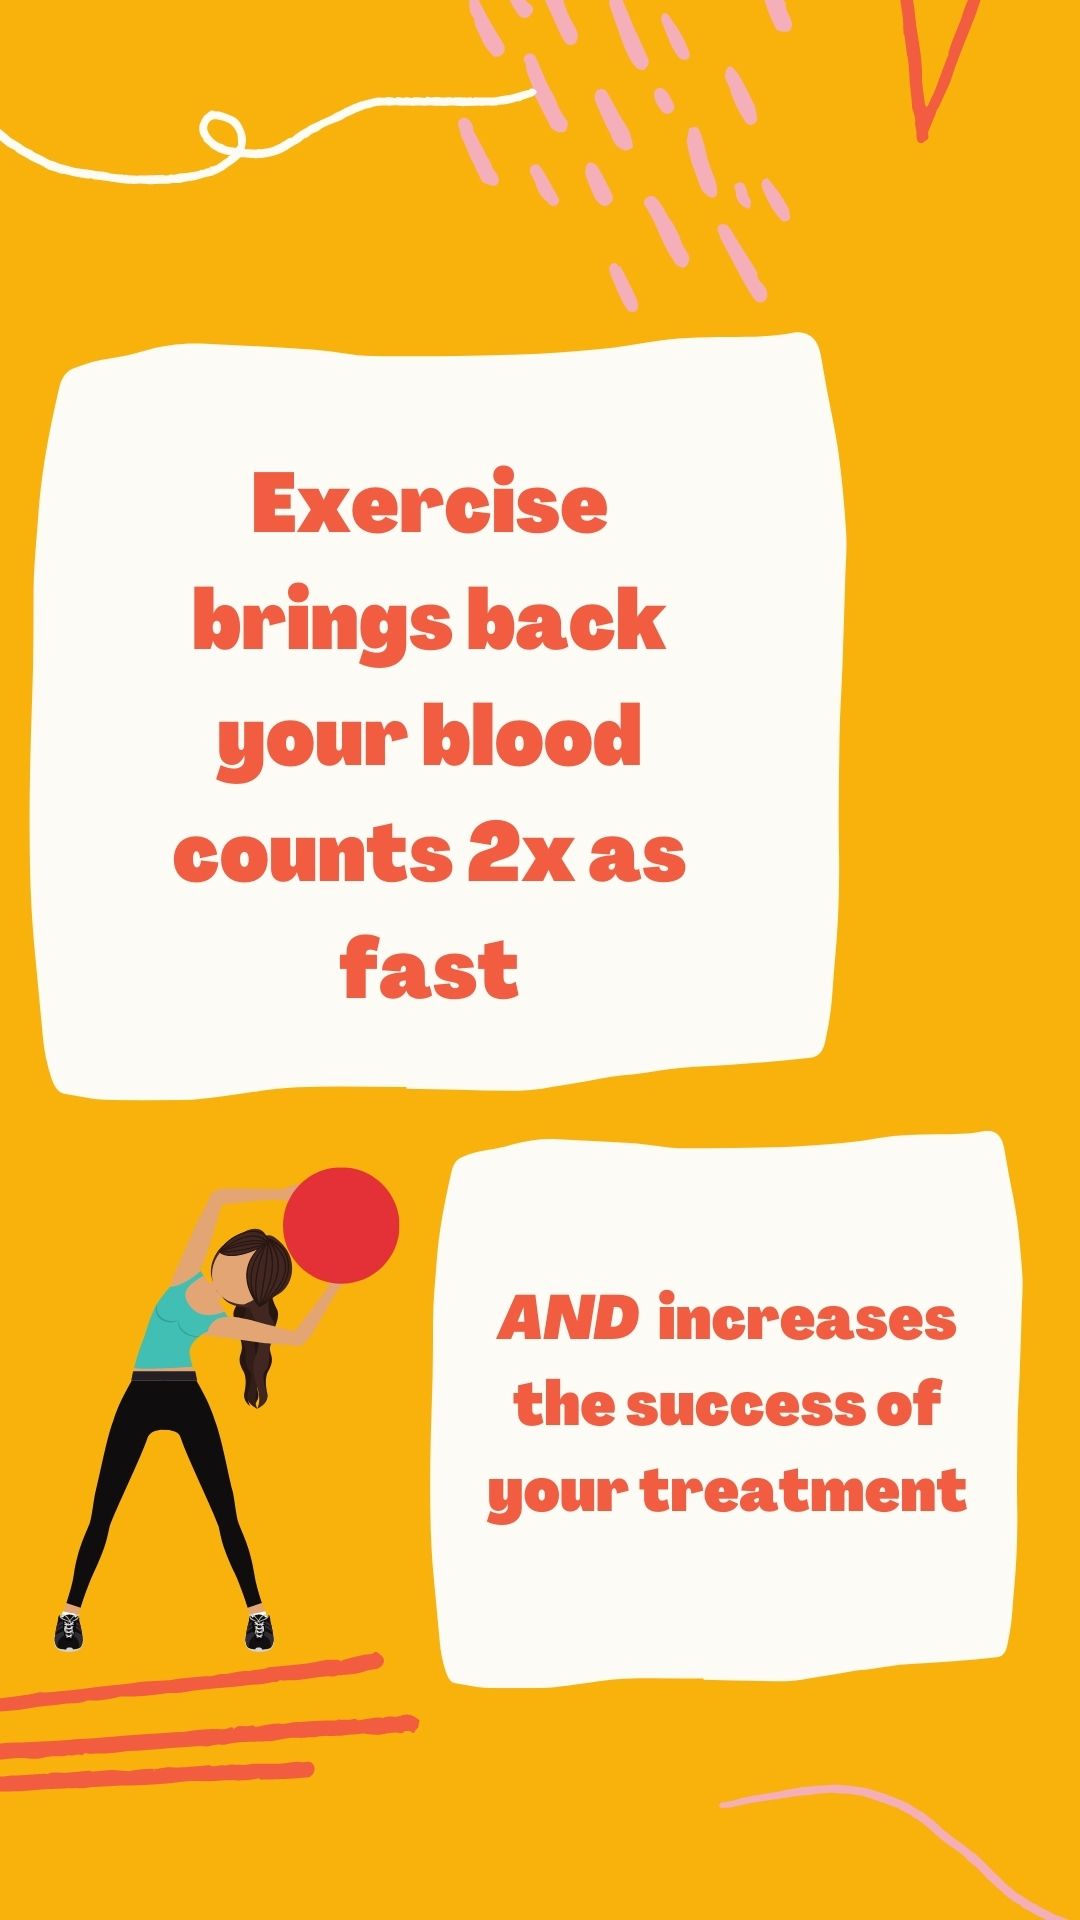 Exercise
brings back
your blood
counts 2x as
fast
AND increases
the success of
your treatment